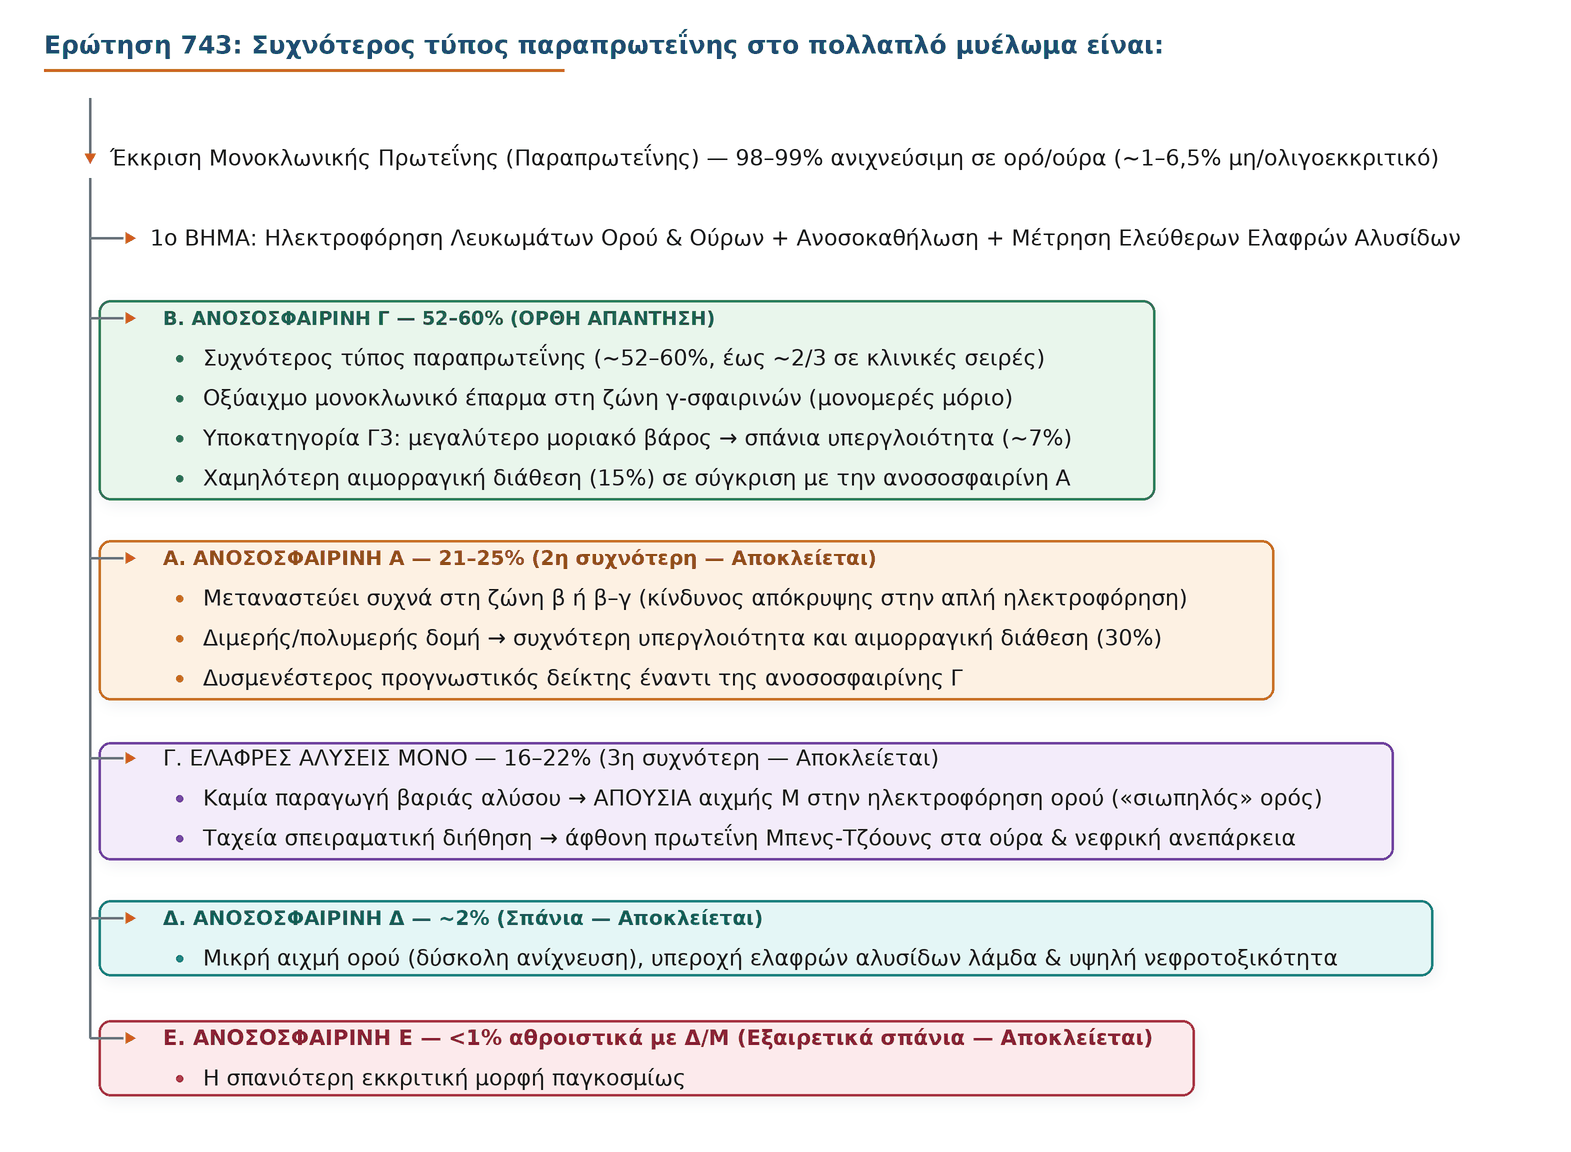 Ερώτηση 743: Συχνότερος τύπος παραπρωτεΐνης στο πολλαπλό μυέλωμα είναι:
Έκκριση Μονοκλωνικής Πρωτεΐνης (Παραπρωτεΐνης) — 98–99% ανιχνεύσιμη σε ορό/ούρα (~1–6,5% μη/ολιγοεκκριτικό)
1ο ΒΗΜΑ: Ηλεκτροφόρηση Λευκωμάτων Ορού & Ούρων + Ανοσοκαθήλωση + Μέτρηση Ελεύθερων Ελαφρών Αλυσίδων
Β. ΑΝΟΣΟΣΦΑΙΡΙΝΗ Γ — 52–60% (ΟΡΘΗ ΑΠΑΝΤΗΣΗ)
• Συχνότερος τύπος παραπρωτεΐνης (~52–60%, έως ~2/3 σε κλινικές σειρές)
• Οξύαιχμο μονοκλωνικό έπαρμα στη ζώνη γ-σφαιρινών (μονομερές μόριο)
• Υποκατηγορία Γ3: μεγαλύτερο μοριακό βάρος → σπάνια υπεργλοιότητα (~7%)
• Χαμηλότερη αιμορραγική διάθεση (15%) σε σύγκριση με την ανοσοσφαιρίνη Α
Α. ΑΝΟΣΟΣΦΑΙΡΙΝΗ Α — 21–25% (2η συχνότερη — Αποκλείεται)
• Μεταναστεύει συχνά στη ζώνη β ή β–γ (κίνδυνος απόκρυψης στην απλή ηλεκτροφόρηση)
• Διμερής/πολυμερής δομή → συχνότερη υπεργλοιότητα και αιμορραγική διάθεση (30%)
• Δυσμενέστερος προγνωστικός δείκτης έναντι της ανοσοσφαιρίνης Γ
Γ. ΕΛΑΦΡΕΣ ΑΛΥΣΕΙΣ ΜΟΝΟ — 16–22% (3η συχνότερη — Αποκλείεται)
• Καμία παραγωγή βαριάς αλύσου → ΑΠΟΥΣΙΑ αιχμής Μ στην ηλεκτροφόρηση ορού («σιωπηλός» ορός)
• Ταχεία σπειραματική διήθηση → άφθονη πρωτεΐνη Μπενς-Τζόουνς στα ούρα & νεφρική ανεπάρκεια
Δ. ΑΝΟΣΟΣΦΑΙΡΙΝΗ Δ — ~2% (Σπάνια — Αποκλείεται)
• Μικρή αιχμή ορού (δύσκολη ανίχνευση), υπεροχή ελαφρών αλυσίδων λάμδα & υψηλή νεφροτοξικότητα
Ε. ΑΝΟΣΟΣΦΑΙΡΙΝΗ Ε — <1% αθροιστικά με Δ/Μ (Εξαιρετικά σπάνια — Αποκλείεται)
• Η σπανιότερη εκκριτική μορφή παγκοσμίως